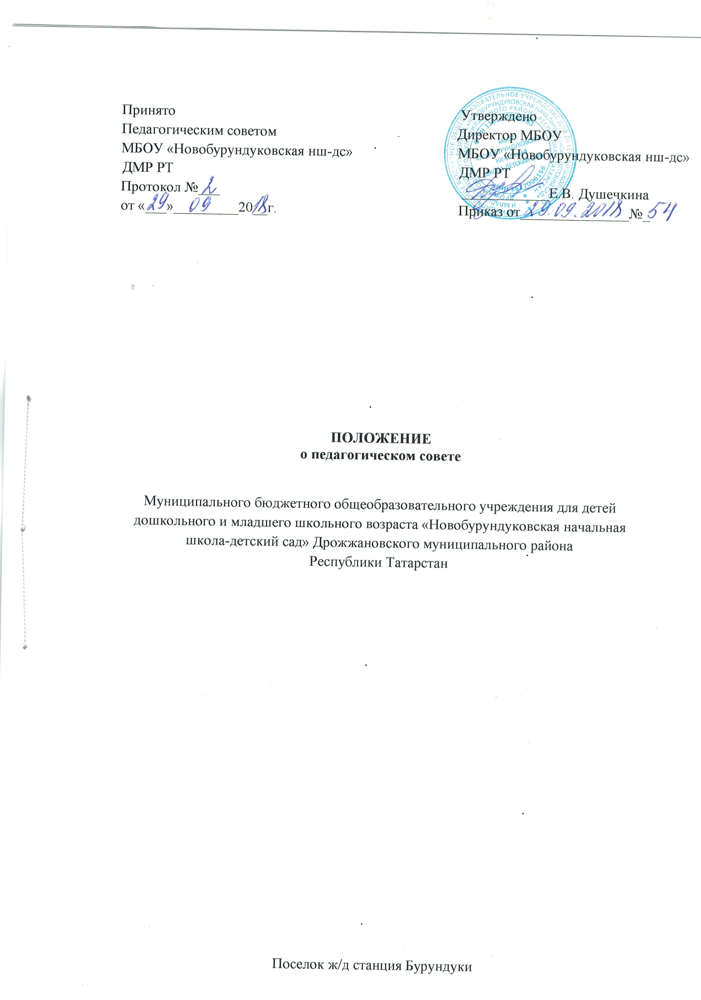 Принято
Педагогическим советом
МБОУ «Новобурундуковская нш-дс»
ДМР РТ
Протокол № 2
от «29» 09 2018г.
Утверждено
Директор МБОУ
МБОУ «Новобурундуковская нш-дс»
ДМР РТ
Е.В. Душечкина
Приказ от 29.09.2018 № 54
ИНН 1617006156
ПОЛОЖЕНИЕ
о педагогическом совете
Муниципального бюджетного общеобразовательного учреждения для детей
дошкольного и младшего школьного возраста «Новобурундуковская начальная
школа-детский сад» Дрожжановского муниципального района
Республики Татарстан
Поселок ж/д станция Бурундуки